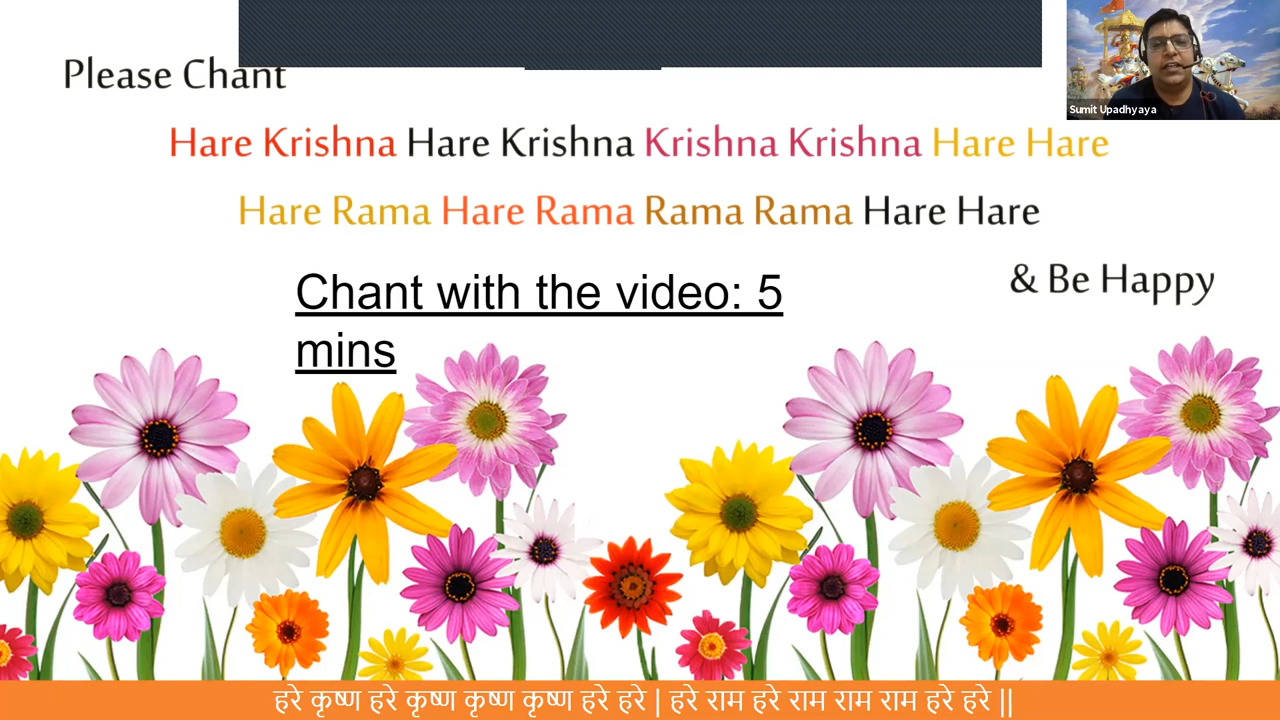 Please Chant
Sumit Upadhyaya
Hare Krishna Hare Krishna Krishna Krishna Hare Hare
Hare Rama Hare Rama Rama Rama Hare Hare
& Be Happy
Chant with the video: 5
mins
हरे कृष्ण हरे कृष्ण कृष्ण कृष्ण हरे हरे | हरे राम हरे राम राम राम हरे हरे ||